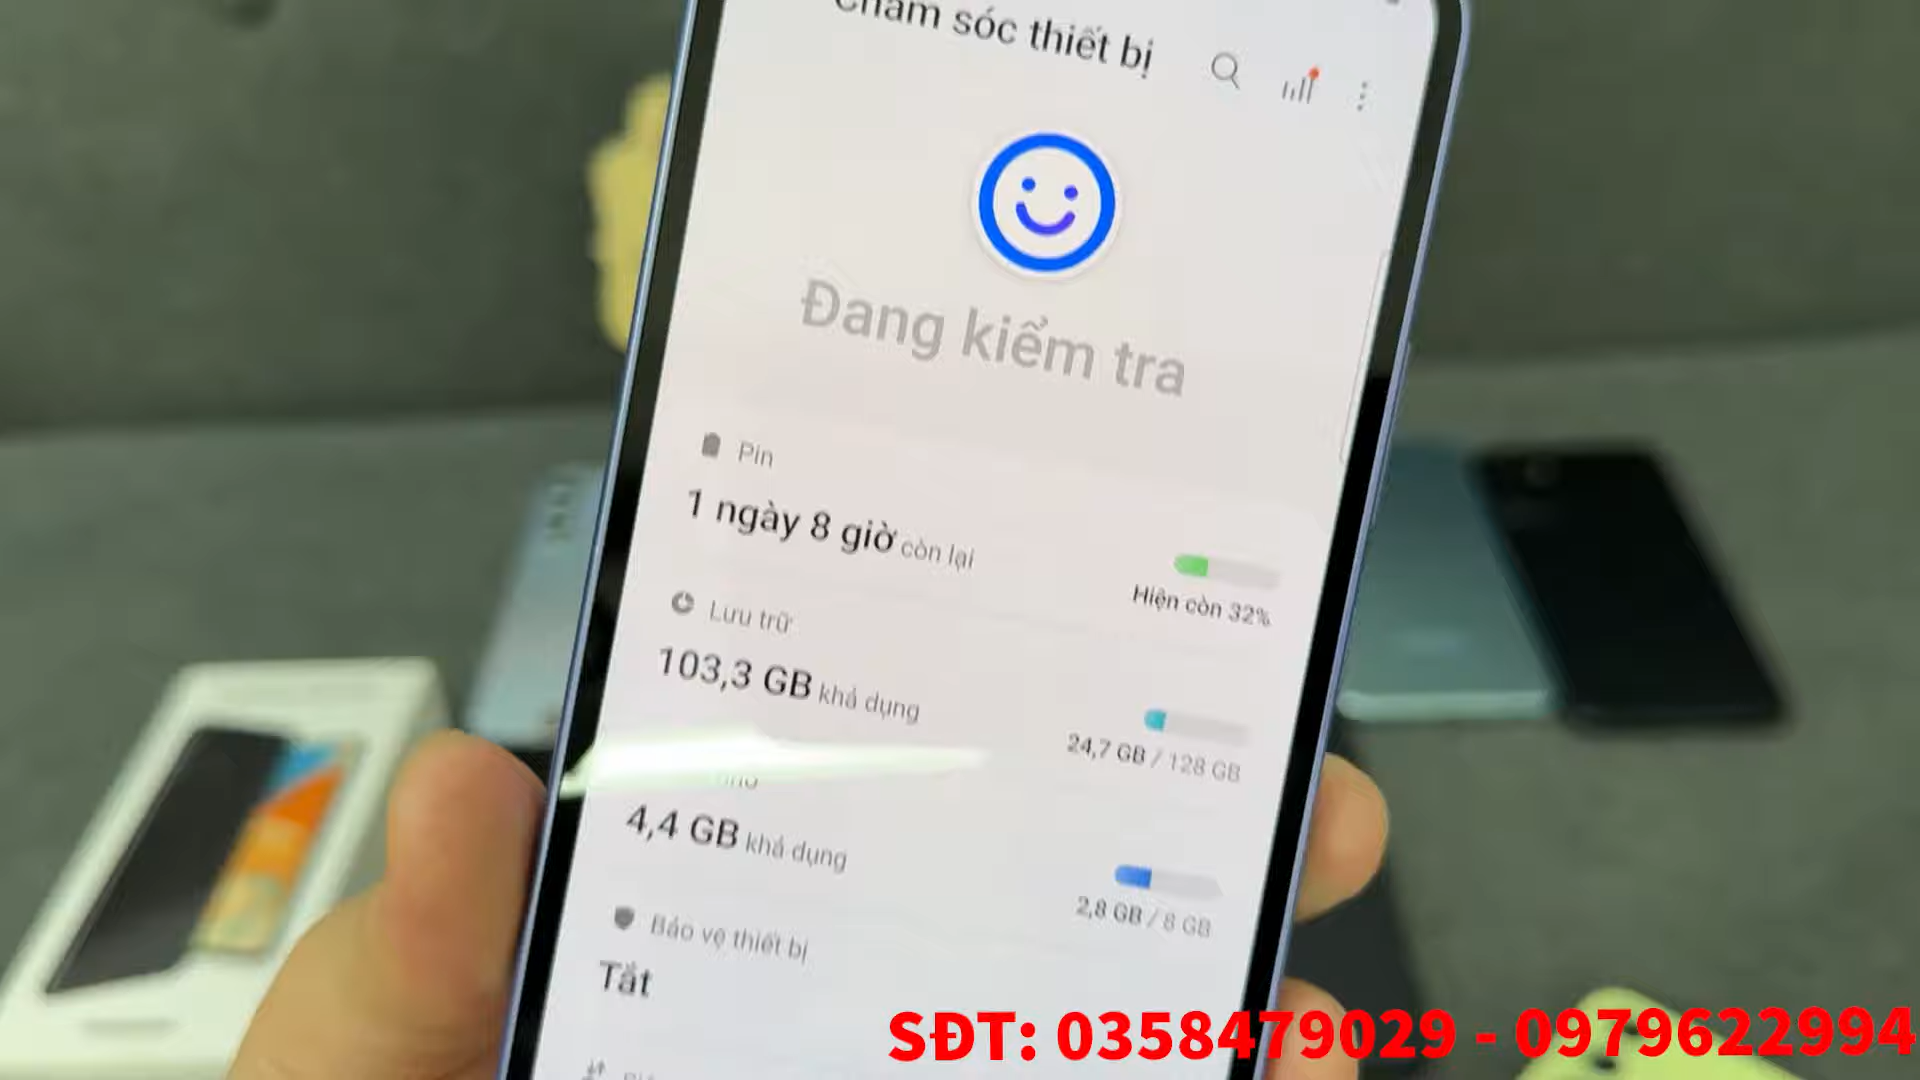 Chăm sóc thiết bị
Đang kiểm tra
Pin
1 ngày 8 giờ còn lại
Hiện còn 32%
Lưu trữ
103,3 GB khả dụng
24,7 GB / 128 GB
4,4 GB khả dụng
2,8 GB / 8 GB
Bảo vệ thiết bị
Tắt
SĐT: 0358479029 - 0979622994